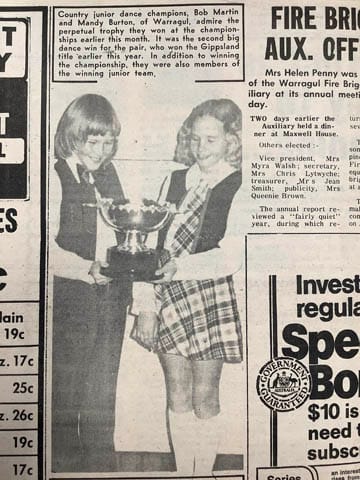 Country junior dance champions, Bob Martin
and Mandy Burton, of Warragul, admire the
perpetual trophy they won at the champion-
ships earlier this month. It was the second big
dance win for the pair, who won the Gippsland
title earlier this year. In addition to winning
the championship, they were also members of
the winning junior team.
FIRE BRI
AUX. OFF
Mrs Helen Penny was
of the Warragul Fire Brig
iliary at its annual meeti
day.
TWO days earlier the
Auxiliary held a din-
ner at Maxwell House.
Others elected :-
Vice president, Mrs
Myra Walsh; secretary,
Mrs Chris Lytwyche;
treasurer, Mrs Jean
Smith; publicity, Mrs
Queenie Brown.
The annual report re-
viewed a "fairly quiet"
year, during which re-
ES
c
lain
19c
z. 17c
25c
z. 26c
19c
17c
Invest
regula
Spe
Bor
GOVERNMENT
AUSTRALIA
GUARANTEED
$10 is
need t
subsc
Series
an interest